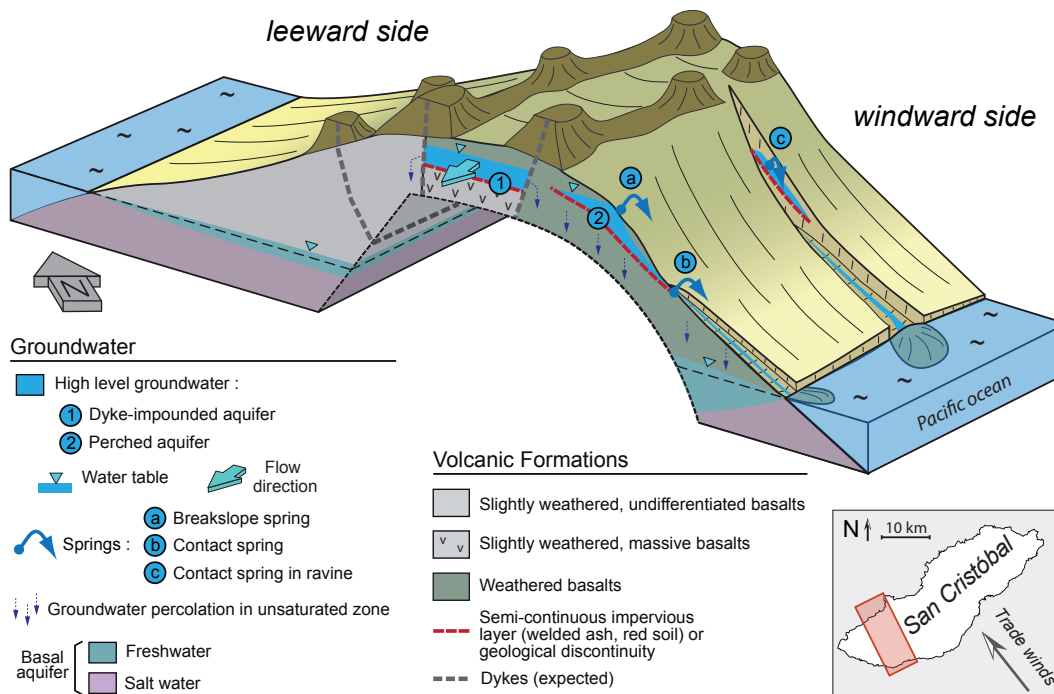 leeward side
windward side
c
1
a
2
b
N
Pacific ocean
Groundwater
High level groundwater :
1 Dyke-impounded aquifer
2 Perched aquifer
Water table
Flow
direction
Springs :
a Breakslope spring
b Contact spring
c Contact spring in ravine
Groundwater percolation in unsaturated zone
Basal
aquifer
Freshwater
Salt water
Volcanic Formations
Slightly weathered, undifferentiated basalts
v v v Slightly weathered, massive basalts
Weathered basalts
Semi-continuous impervious
layer (welded ash, red soil) or
geological discontinuity
Dykes (expected)
N 10 km
San Cristóbal
Trade winds